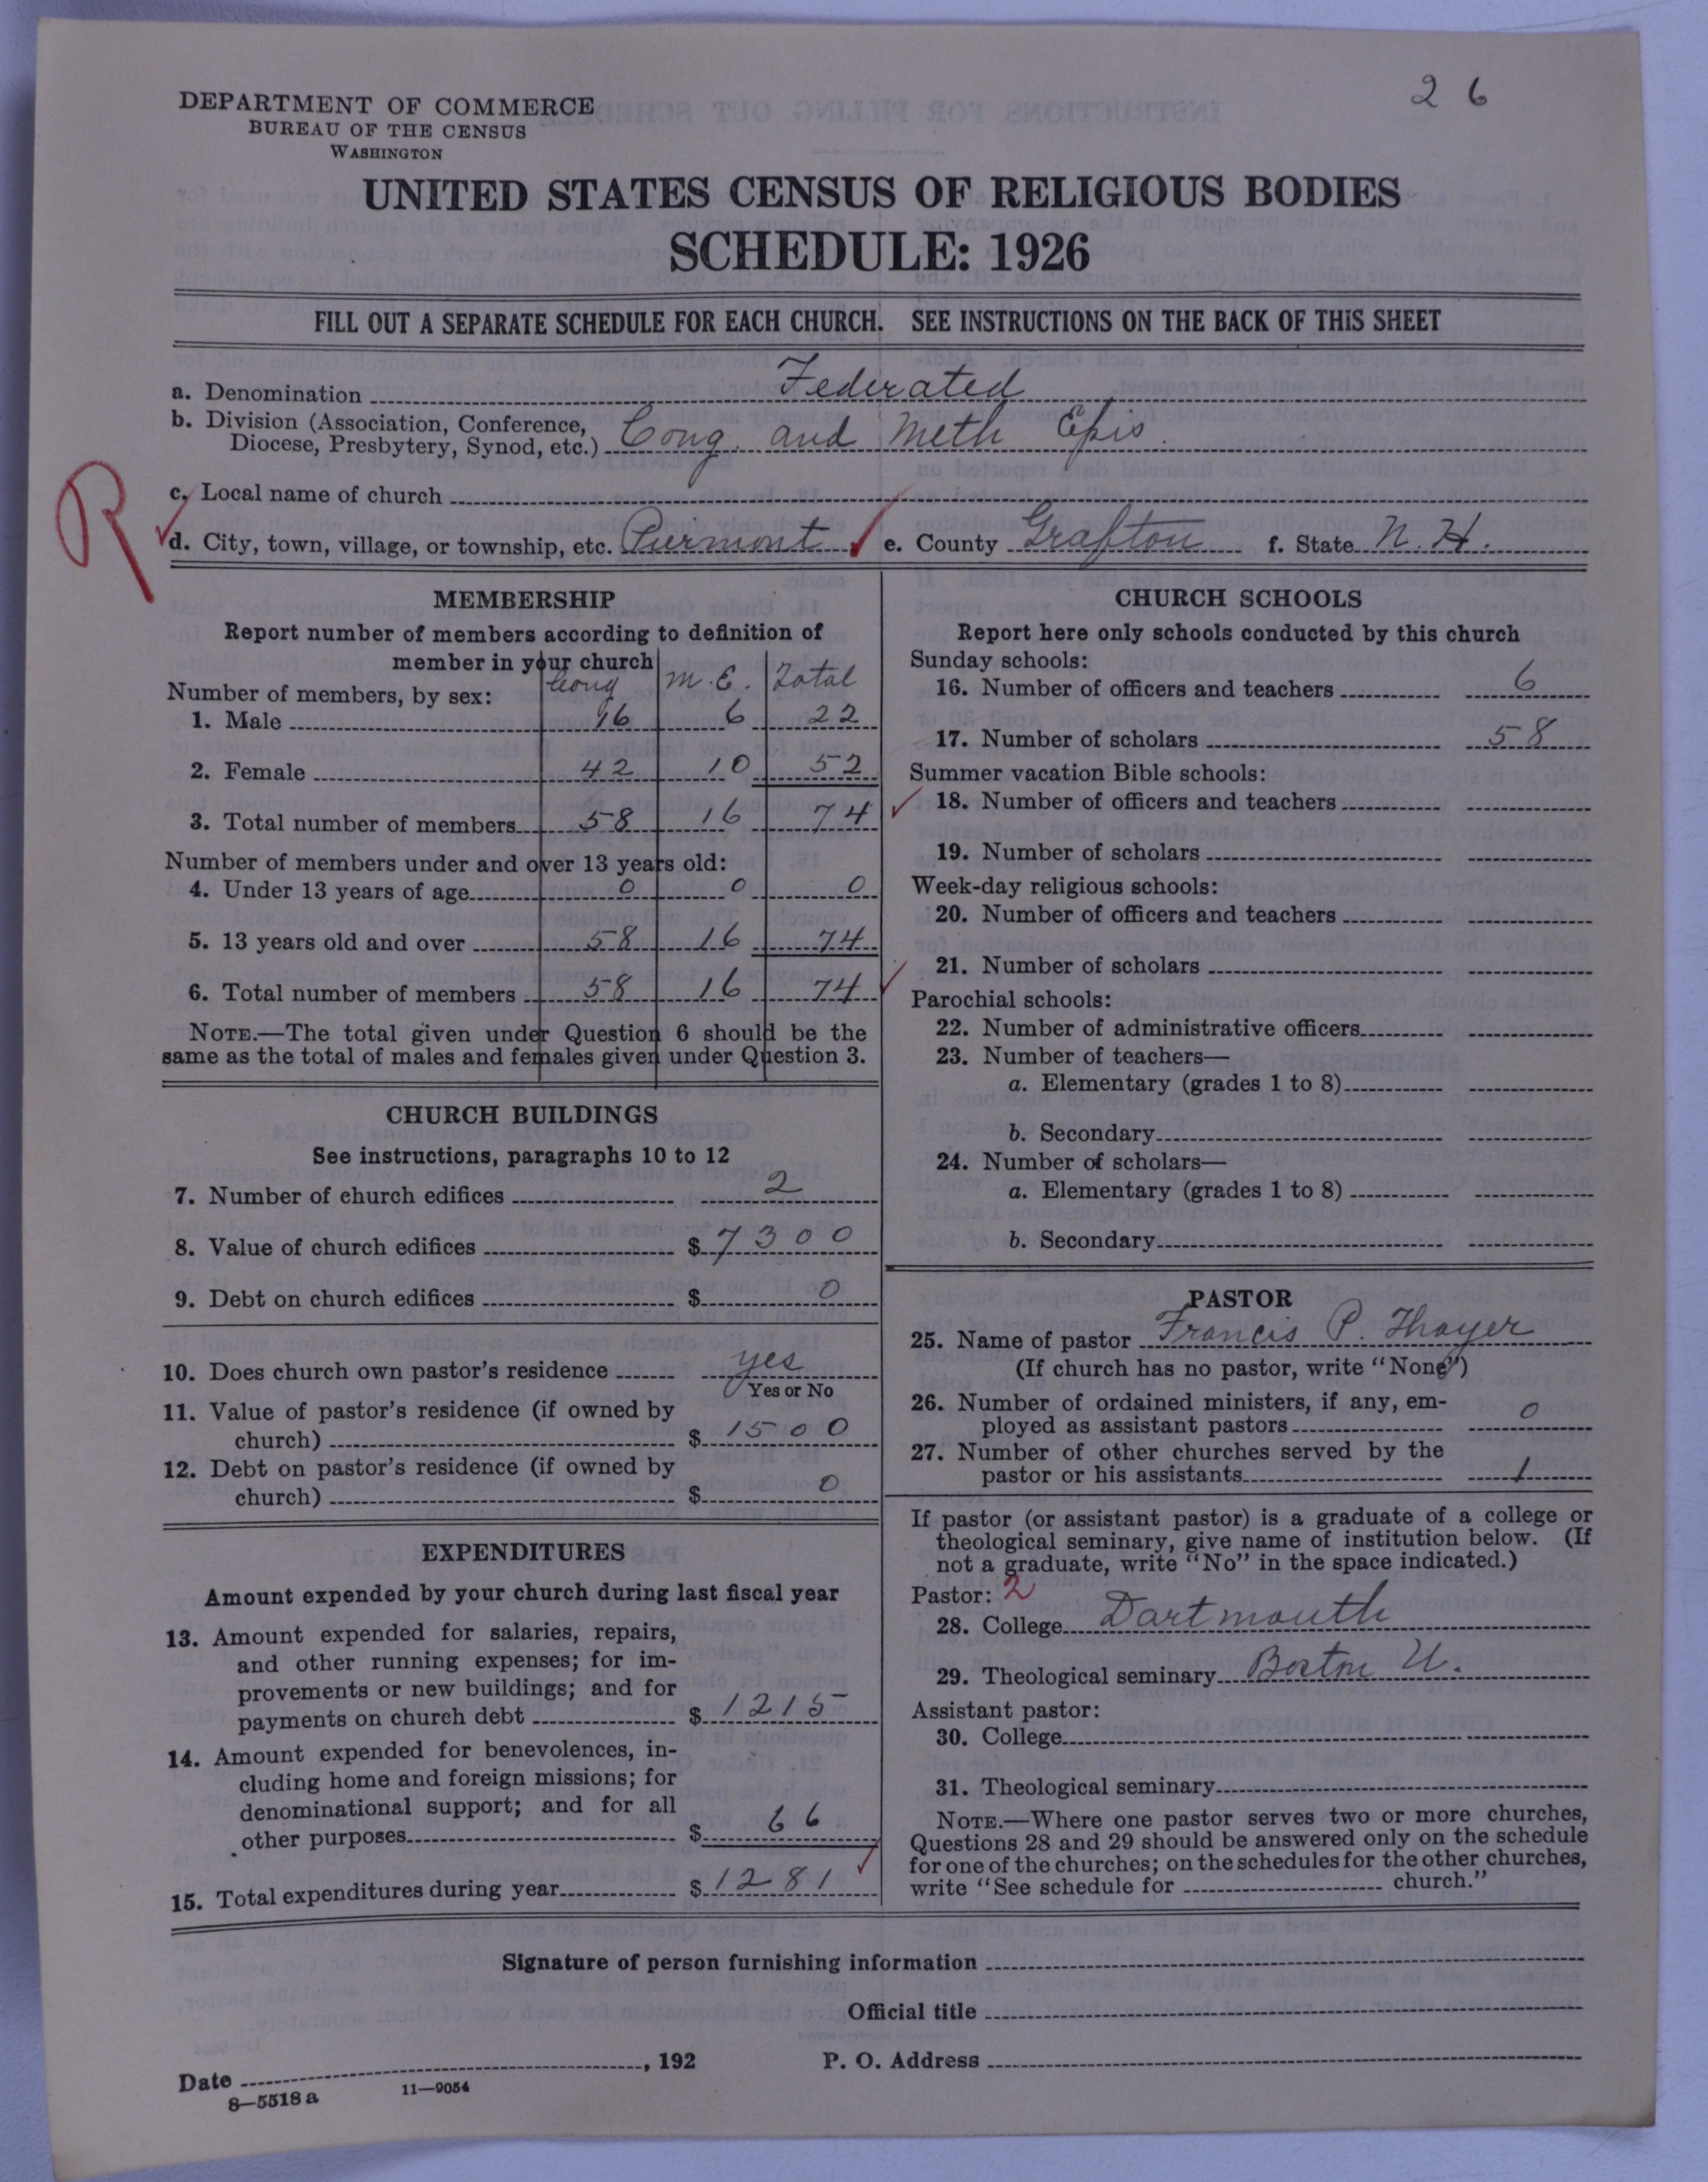 26
DEPARTMENT OF COMMERCE
BUREAU OF THE CENSUS
WASHINGTON
UNITED STATES CENSUS OF RELIGIOUS BODIES
SCHEDULE: 1926
FILL OUT A SEPARATE SCHEDULE FOR EACH CHURCH. SEE INSTRUCTIONS ON THE BACK OF THIS SHEET
a. Denomination Federated
b. Division (Association, Conference,
Diocese, Presbytery, Synod, etc.) Cong. and Meth Epis.
R
c. Local name of church
d. City, town, village, or township, etc. Piermont e. County Grafton f. State N. H.
MEMBERSHIP
Report number of members according to definition of
member in your church
Cong M. E. Total
Number of members, by sex:
1. Male 16 6 22
2. Female 42 10 52
3. Total number of members 58 16 74
Number of members under and over 13 years old:
4. Under 13 years of age 0 0 0
5. 13 years old and over 58 16 74
6. Total number of members 58 16 74
NOTE.—The total given under Question 6 should be the
same as the total of males and females given under Question 3.
CHURCH BUILDINGS
See instructions, paragraphs 10 to 12
7. Number of church edifices 2
8. Value of church edifices $ 7300
9. Debt on church edifices $ 0
10. Does church own pastor's residence yes
Yes or No
11. Value of pastor's residence (if owned by
church) $ 1500
12. Debt on pastor's residence (if owned by
church) $ 0
EXPENDITURES
Amount expended by your church during last fiscal year
13. Amount expended for salaries, repairs,
and other running expenses; for im-
provements or new buildings; and for
payments on church debt $ 1215
14. Amount expended for benevolences, in-
cluding home and foreign missions; for
denominational support; and for all
other purposes $ 66
15. Total expenditures during year $ 1281
CHURCH SCHOOLS
Report here only schools conducted by this church
Sunday schools:
16. Number of officers and teachers 6
17. Number of scholars 58
Summer vacation Bible schools:
18. Number of officers and teachers
19. Number of scholars
Week-day religious schools:
20. Number of officers and teachers
21. Number of scholars
Parochial schools:
22. Number of administrative officers
23. Number of teachers—
a. Elementary (grades 1 to 8)
b. Secondary
24. Number of scholars—
a. Elementary (grades 1 to 8)
b. Secondary
PASTOR
25. Name of pastor Francis P. Thayer
(If church has no pastor, write "None")
26. Number of ordained ministers, if any, em-
ployed as assistant pastors 0
27. Number of other churches served by the
pastor or his assistants 1
If pastor (or assistant pastor) is a graduate of a college or
theological seminary, give name of institution below. (If
not a graduate, write "No" in the space indicated.)
Pastor: 2
28. College Dartmouth
29. Theological seminary Boston U.
Assistant pastor:
30. College
31. Theological seminary
NOTE.—Where one pastor serves two or more churches,
Questions 28 and 29 should be answered only on the schedule
for one of the churches; on the schedules for the other churches,
write "See schedule for church."
Signature of person furnishing information
Official title
Date , 192 P. O. Address
8—5518 a 11—9054